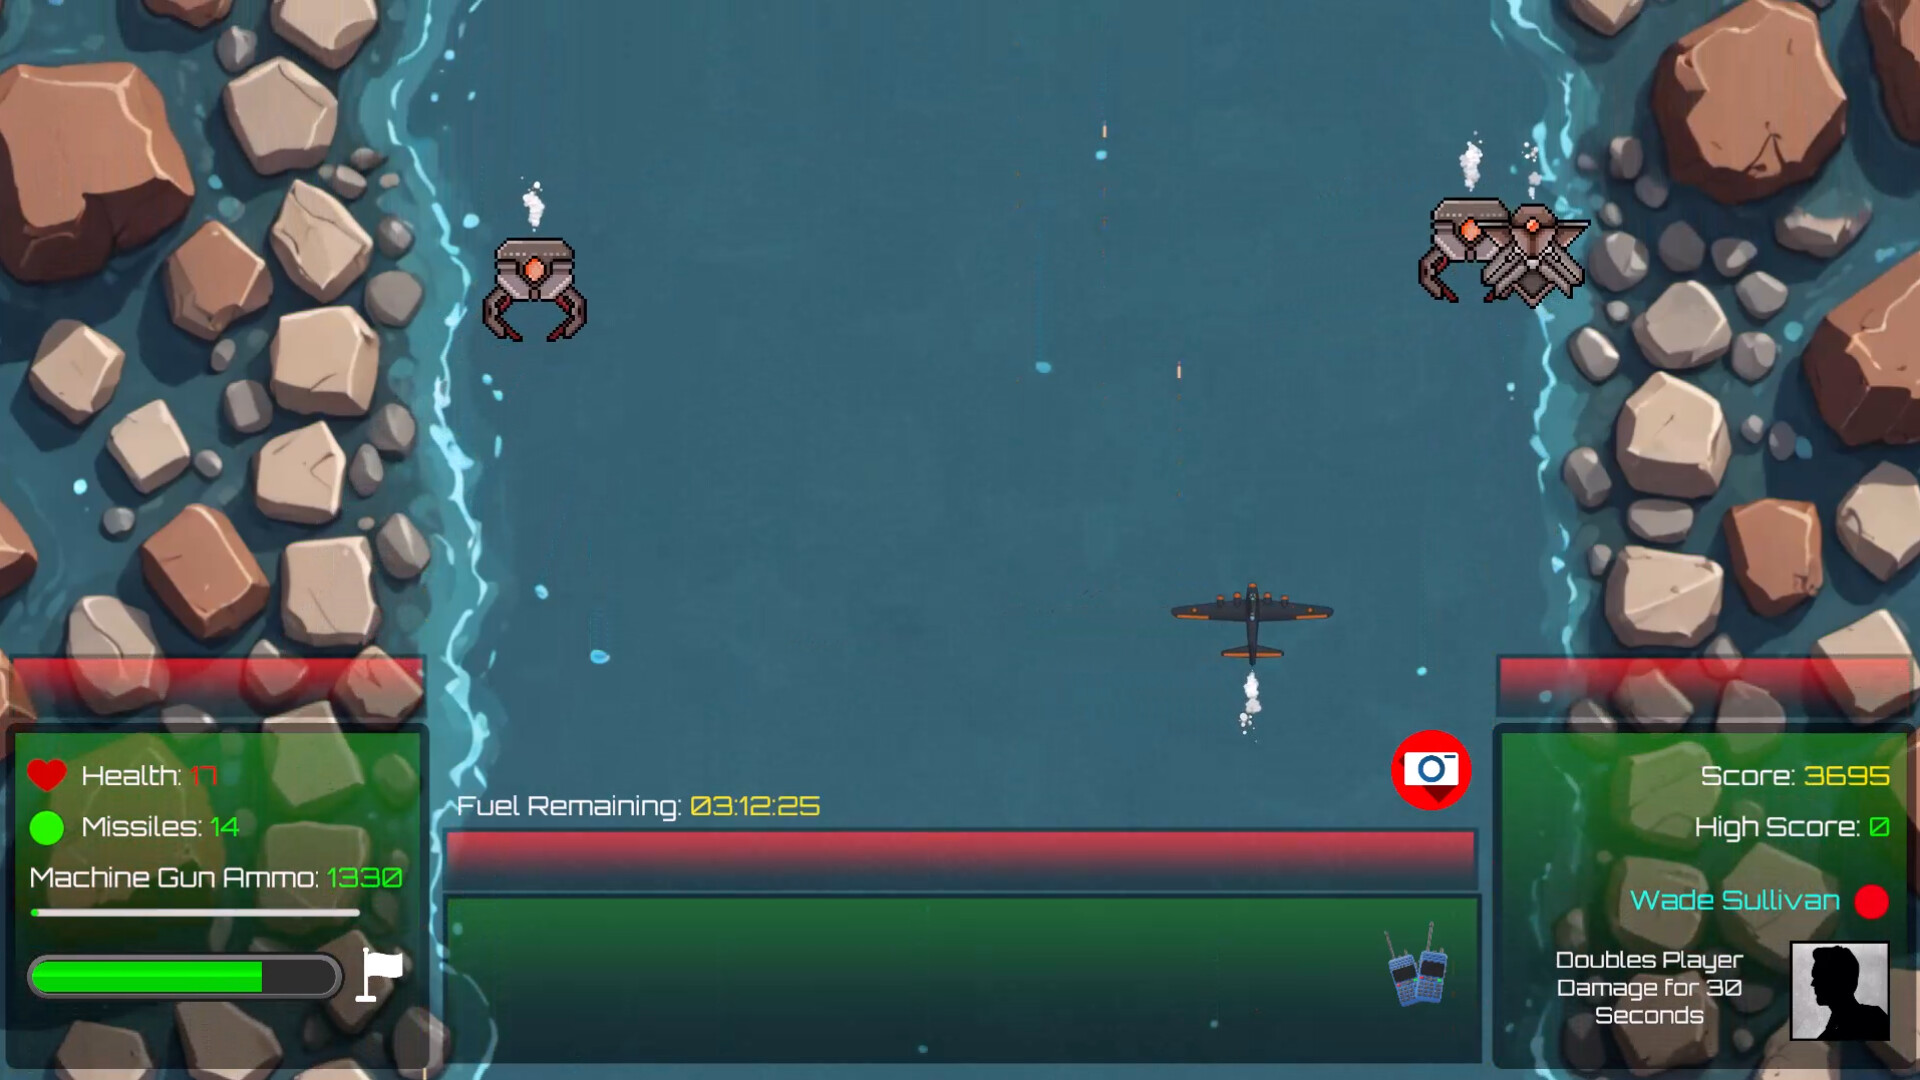 Health: 17
Missiles: 14
Machine Gun Ammo: 1330
Fuel Remaining: 03:12:25
Score: 3695
High Score: 0
Wade Sullivan
Doubles Player
Damage for 30
Seconds